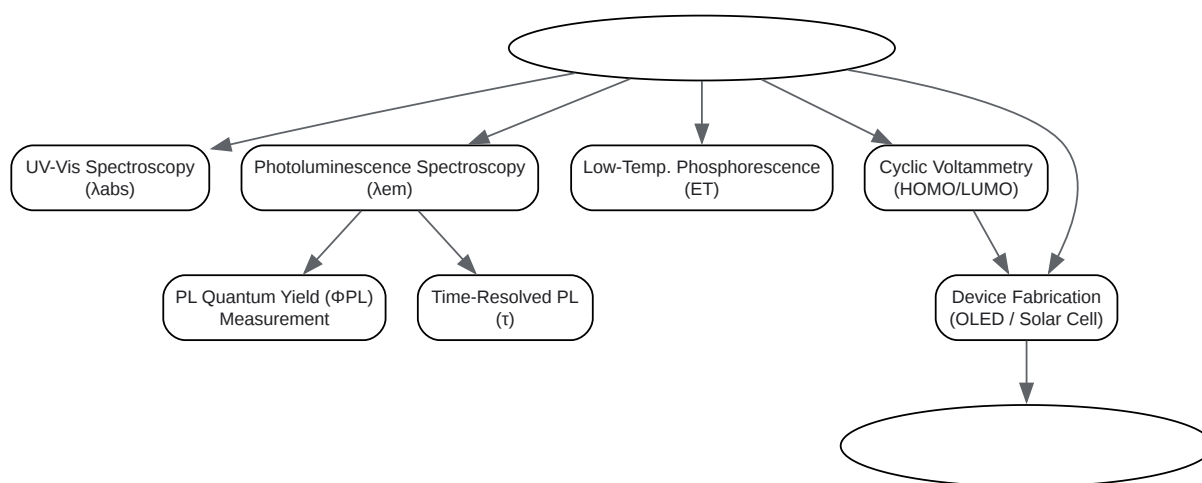 UV-Vis Spectroscopy
(λabs)
Photoluminescence Spectroscopy
(λem)
Low-Temp. Phosphorescence
(ET)
Cyclic Voltammetry
(HOMO/LUMO)
PL Quantum Yield (ΦPL)
Measurement
Time-Resolved PL
(τ)
Device Fabrication
(OLED / Solar Cell)